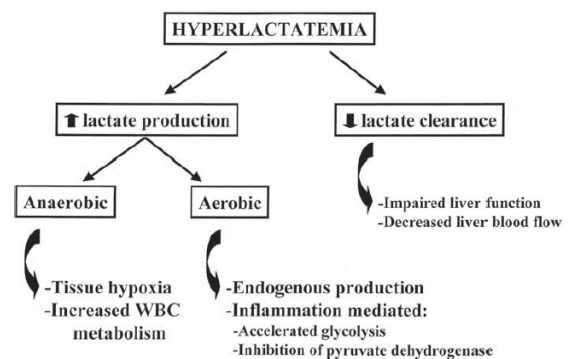 HYPERLACTATEMIA
⬆ lactate production
⬇ lactate clearance
Anaerobic
Aerobic
-Impaired liver function
-Decreased liver blood flow
-Tissue hypoxia
-Increased WBC
metabolism
-Endogenous production
-Inflammation mediated:
-Accelerated glycolysis
-Inhibition of pyruvate dehydrogenase